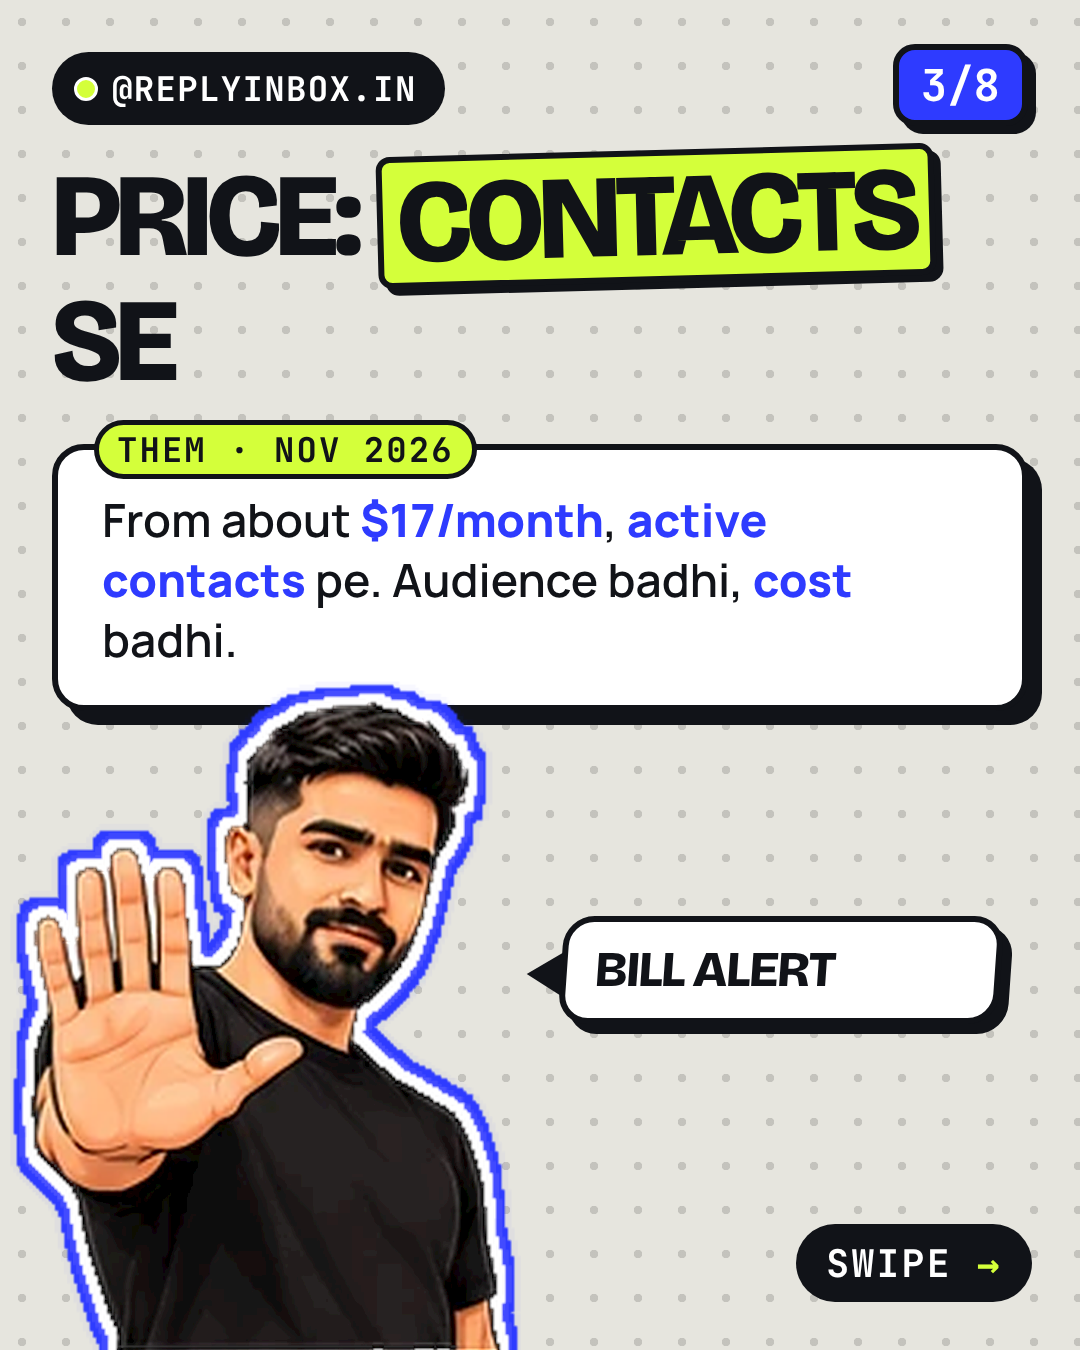 @REPLYINBOX.IN
3/8
PRICE: CONTACTS
SE
THEM · NOV 2026
From about $17/month, active
contacts pe. Audience badhi, cost
badhi.
BILL ALERT
SWIPE →